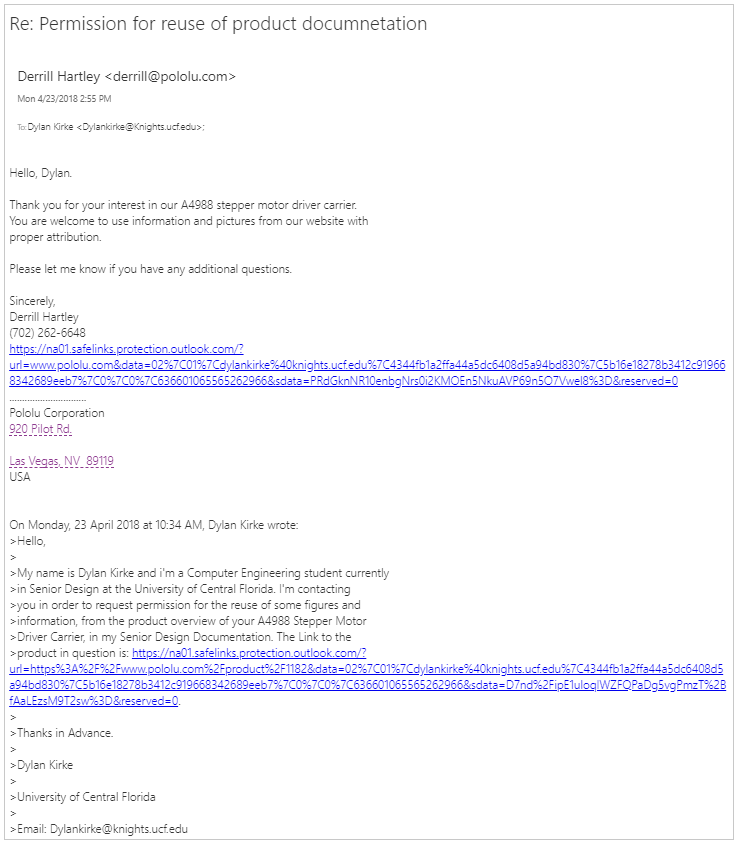 Re: Permission for reuse of product documnetation
Derrill Hartley <derrill@pololu.com>
Mon 4/23/2018 2:55 PM
To: Dylan Kirke <Dylankirke@Knights.ucf.edu>;
Hello, Dylan.
Thank you for your interest in our A4988 stepper motor driver carrier.
You are welcome to use information and pictures from our website with
proper attribution.
Please let me know if you have any additional questions.
Sincerely,
Derrill Hartley
(702) 262-6648
https://na01.safelinks.protection.outlook.com/?
url=www.pololu.com&data=02%7C01%7Cdylankirke%40knights.ucf.edu%7C4344fb1a2ffa44a5dc6408d5a94bd830%7C5b16e18278b3412c91966
8342689eeb7%7C0%7C0%7C636601065565262966&sdata=PRdGknNR10enbgNrs0i2KMOEn5NkuAVP69n5O7Vwel8%3D&reserved=0
..............................
Pololu Corporation
920 Pilot Rd.
Las Vegas, NV  89119
USA
On Monday, 23 April 2018 at 10:34 AM, Dylan Kirke wrote:
>Hello,
>
>My name is Dylan Kirke and i'm a Computer Engineering student currently
>in Senior Design at the University of Central Florida. I'm contacting
>you in order to request permission for the reuse of some figures and
>information, from the product overview of your A4988 Stepper Motor
>Driver Carrier, in my Senior Design Documentation. The Link to the
>product in question is: https://na01.safelinks.protection.outlook.com/?
url=https%3A%2F%2Fwww.pololu.com%2Fproduct%2F1182&data=02%7C01%7Cdylankirke%40knights.ucf.edu%7C4344fb1a2ffa44a5dc6408d5
a94bd830%7C5b16e18278b3412c919668342689eeb7%7C0%7C0%7C636601065565262966&sdata=D7nd%2FipE1uloqlWZFQPaDg5vgPmzT%2B
fAaLEzsM9T2sw%3D&reserved=0.
>
>Thanks in Advance.
>
>Dylan Kirke
>
>University of Central Florida
>
>Email: Dylankirke@knights.ucf.edu